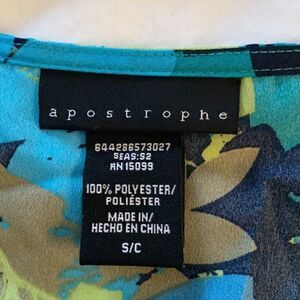 apostrophe
644286573027
SEAS:S2
RN 15099
100% POLYESTER/
POLIÉSTER
MADE IN/
HECHO EN CHINA
S/C